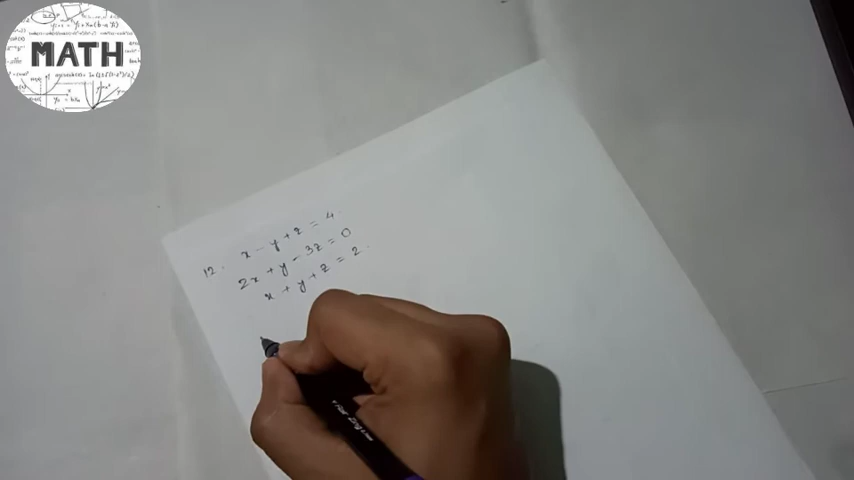 MATH
12. x - y + z = 4.
2x + y - 3z = 0
x + y + z = 2.